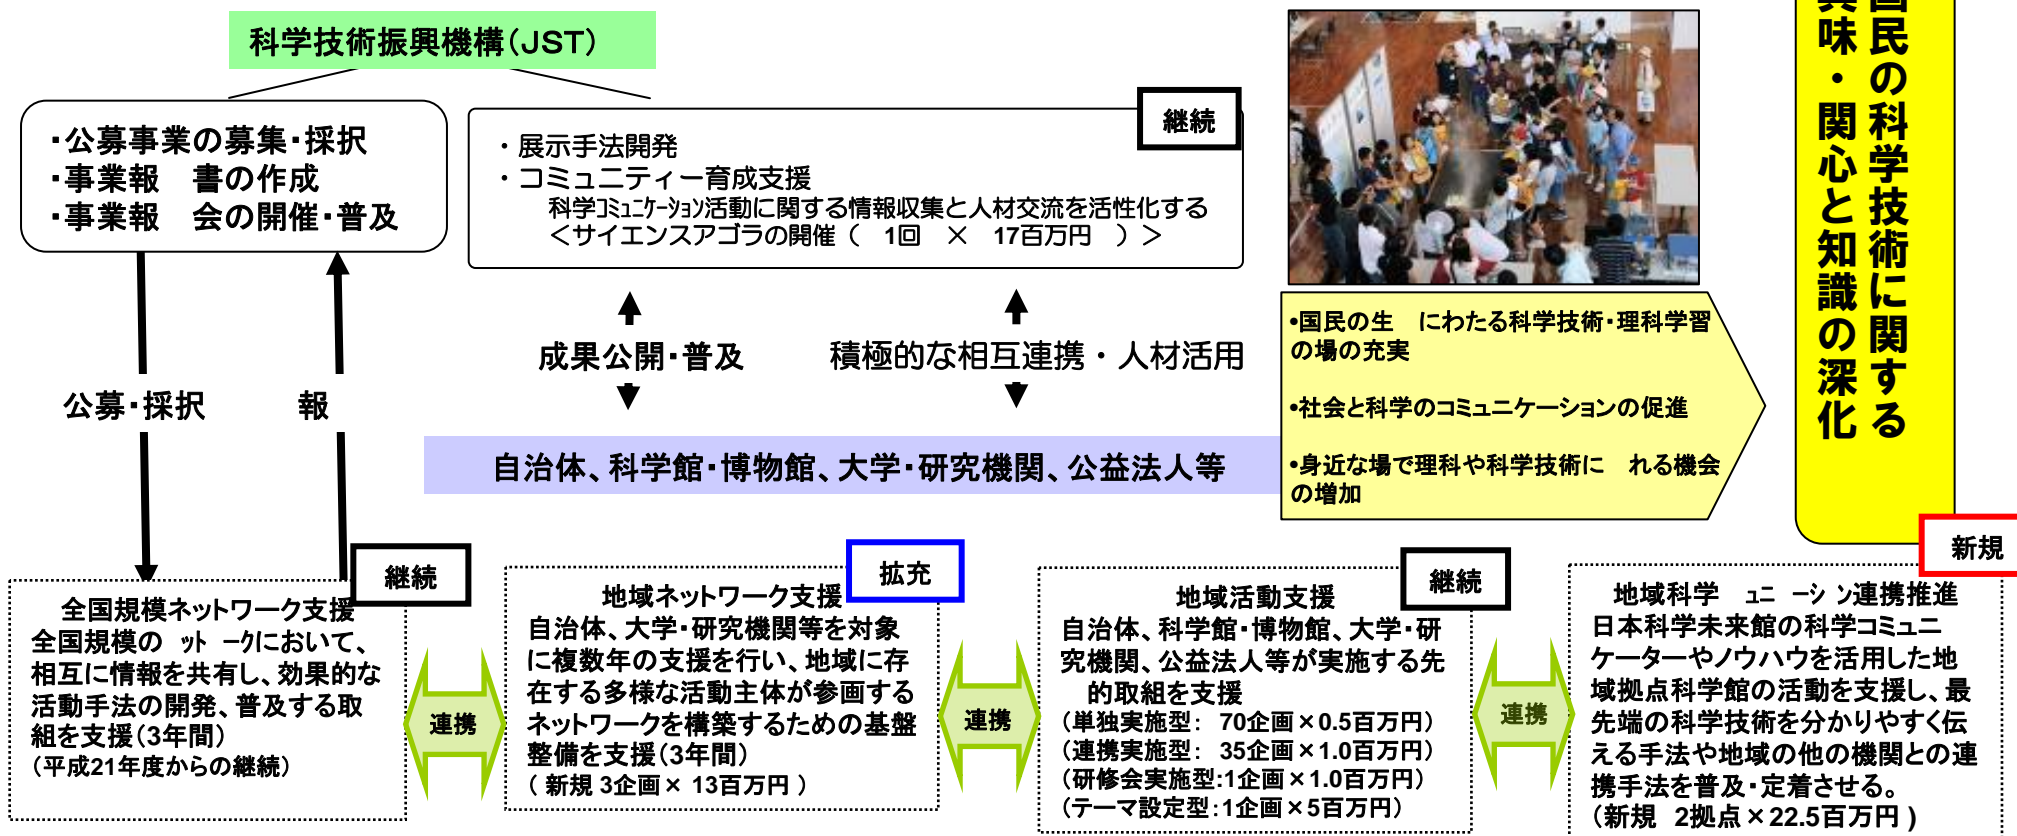 科学技術振興機構（JST）
・公募事業の募集・採択
・事業報　書の作成
・事業報　会の開催・普及
継続
・展示手法開発
・コミュニティー育成支援
科学ｺﾐｭﾆｹｰｼｮﾝ活動に関する情報収集と人材交流を活性化する
＜サイエンスアゴラの開催（　1回　×　17百万円　）＞
公募・採択
報
成果公開・普及
積極的な相互連携・人材活用
自治体、科学館・博物館、大学・研究機関、公益法人等
•国民の生　にわたる科学技術・理科学習
の場の充実
•社会と科学のコミュニケーションの促進
•身近な場で理科や科学技術に　れる機会
の増加
国民の科学技術に関する
興味・関心と知識の深化
継続
全国規模ネットワーク支援
全国規模の　ｯﾄ　ｰｸにおいて、
相互に情報を共有し、効果的な
活動手法の開発、普及する取
組を支援（3年間）
（平成21年度からの継続）
連携
拡充
地域ネットワーク支援
自治体、大学・研究機関等を対象
に複数年の支援を行い、地域に存
在する多様な活動主体が参画する
ネットワークを構築するための基盤
整備を支援（3年間）
（ 新規 3企画× 13百万円 ）
連携
継続
地域活動支援
自治体、科学館・博物館、大学・研
究機関、公益法人等が実施する先
的取組を支援
（単独実施型：　70企画×0.5百万円）
（連携実施型：　35企画×1.0百万円）
（研修会実施型:1企画×1.0百万円）
（テーマ設定型:1企画×5百万円）
連携
新規
地域科学　ｭﾆ　ｰｼ ﾝ連携推進
日本科学未来館の科学コミュニ
ケーターやノウハウを活用した地
域拠点科学館の活動を支援し、最
先端の科学技術を分かりやすく伝
える手法や地域の他の機関との連
携手法を普及・定着させる。
（新規　2拠点×22.5百万円 ）